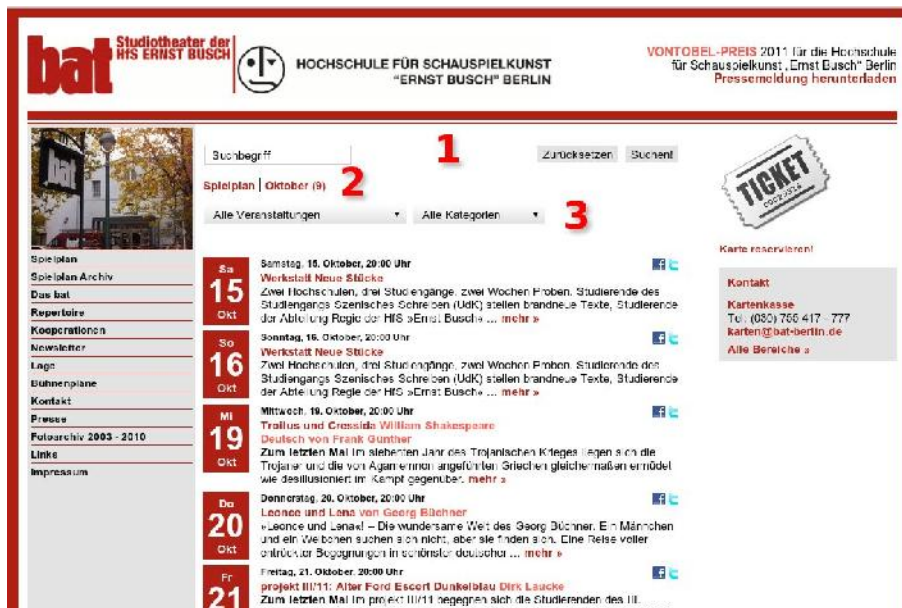 bat
Studiotheater der
HfS ERNST
BUSCH
HOCHSCHULE FÜR SCHAUSPIELKUNST
"ERNST BUSCH" BERLIN
VONTOBEL-PREIS 2011 für die Hochschule
für Schauspielkunst „Ernst Busch“ Berlin
Pressemeldung herunterladen
bat
Suchbegriff
1
Zurücksetzen
Suchen!
Spielplan | Oktober (9)
2
Alle Veranstaltungen
Alle Kategorien
3
TICKET
Karte reservieren!
Kontakt
Kartenkasse
Tel: (030) 755 417 - 777
karten@bat-berlin.de
Alle Bereiche »
Spielplan
Spielplan Archiv
Das bat
Repertoire
Kooperationen
Newsletter
Lage
Bühnenpläne
Kontakt
Presse
Fotoarchiv 2003 - 2010
Links
Impressum
Sa
15
Okt
Samstag, 15. Oktober, 20:00 Uhr
Werkstatt Neue Stücke
Zwei Hochschulen, drei Studiengänge, zwei Wochen Proben. Studierende des
Studiengangs Szenisches Schreiben (UdK) stellen brandneue Texte, Studierende
der Abteilung Regie der HfS »Ernst Busch« ... mehr »
So
16
Okt
Sonntag, 16. Oktober, 20:00 Uhr
Werkstatt Neue Stücke
Zwei Hochschulen, drei Studiengänge, zwei Wochen Proben. Studierende des
Studiengangs Szenisches Schreiben (UdK) stellen brandneue Texte, Studierende
der Abteilung Regie der HfS »Ernst Busch« ... mehr »
Mi
19
Okt
Mittwoch, 19. Oktober, 20:00 Uhr
Troilus und Cressida William Shakespeare
Deutsch von Frank Günther
Zum letzten Mal Im siebenten Jahr des Trojanischen Krieges liegen sich die
Trojaner und die von Agamemnon angeführten Griechen gleichermaßen ermüdet
wie desillusioniert im Kampf gegenüber. mehr »
Do
20
Okt
Donnerstag, 20. Oktober, 20:00 Uhr
Leonce und Lena von Georg Büchner
»Leonce und Lena«! – Die wundersame Welt des Georg Büchner. Ein Männchen
und ein Weibchen suchen sich nicht, aber sie finden sich. Eine Reise voller
entrückter Begegnungen in schönster deutscher ... mehr »
Fr
21
Freitag, 21. Oktober, 20:00 Uhr
projekt III/11: Alter Ford Escort Dunkelblau Dirk Laucke
Zum letzten Mal Im projekt III/11 begegnen sich die Studierenden des III.